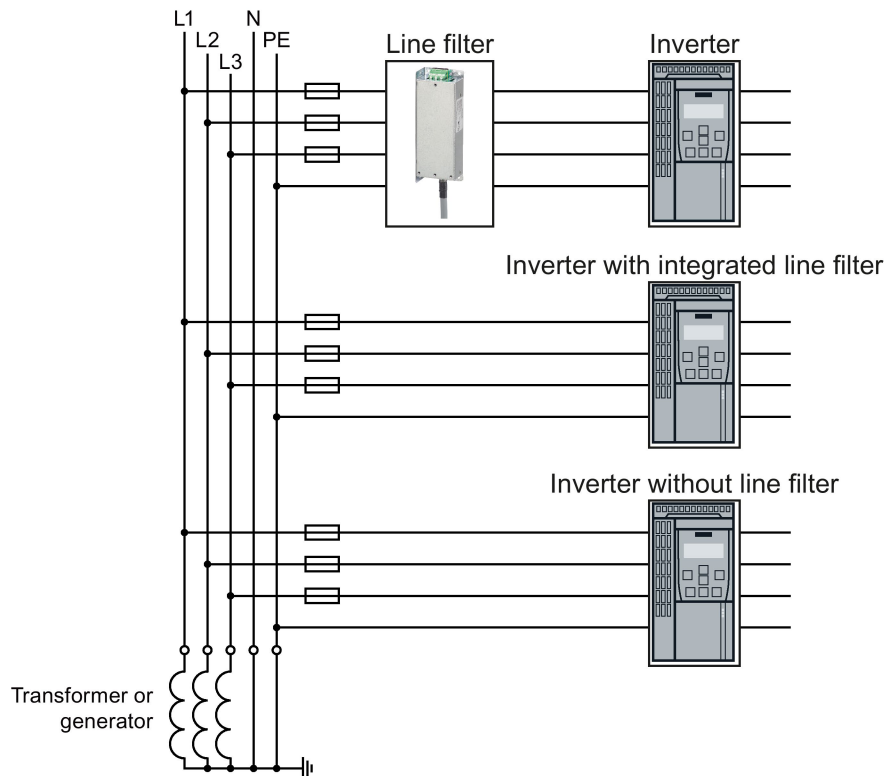 L1
N
L2
PE
L3
Line filter
Inverter
Inverter with integrated line filter
Inverter without line filter
Transformer or
generator